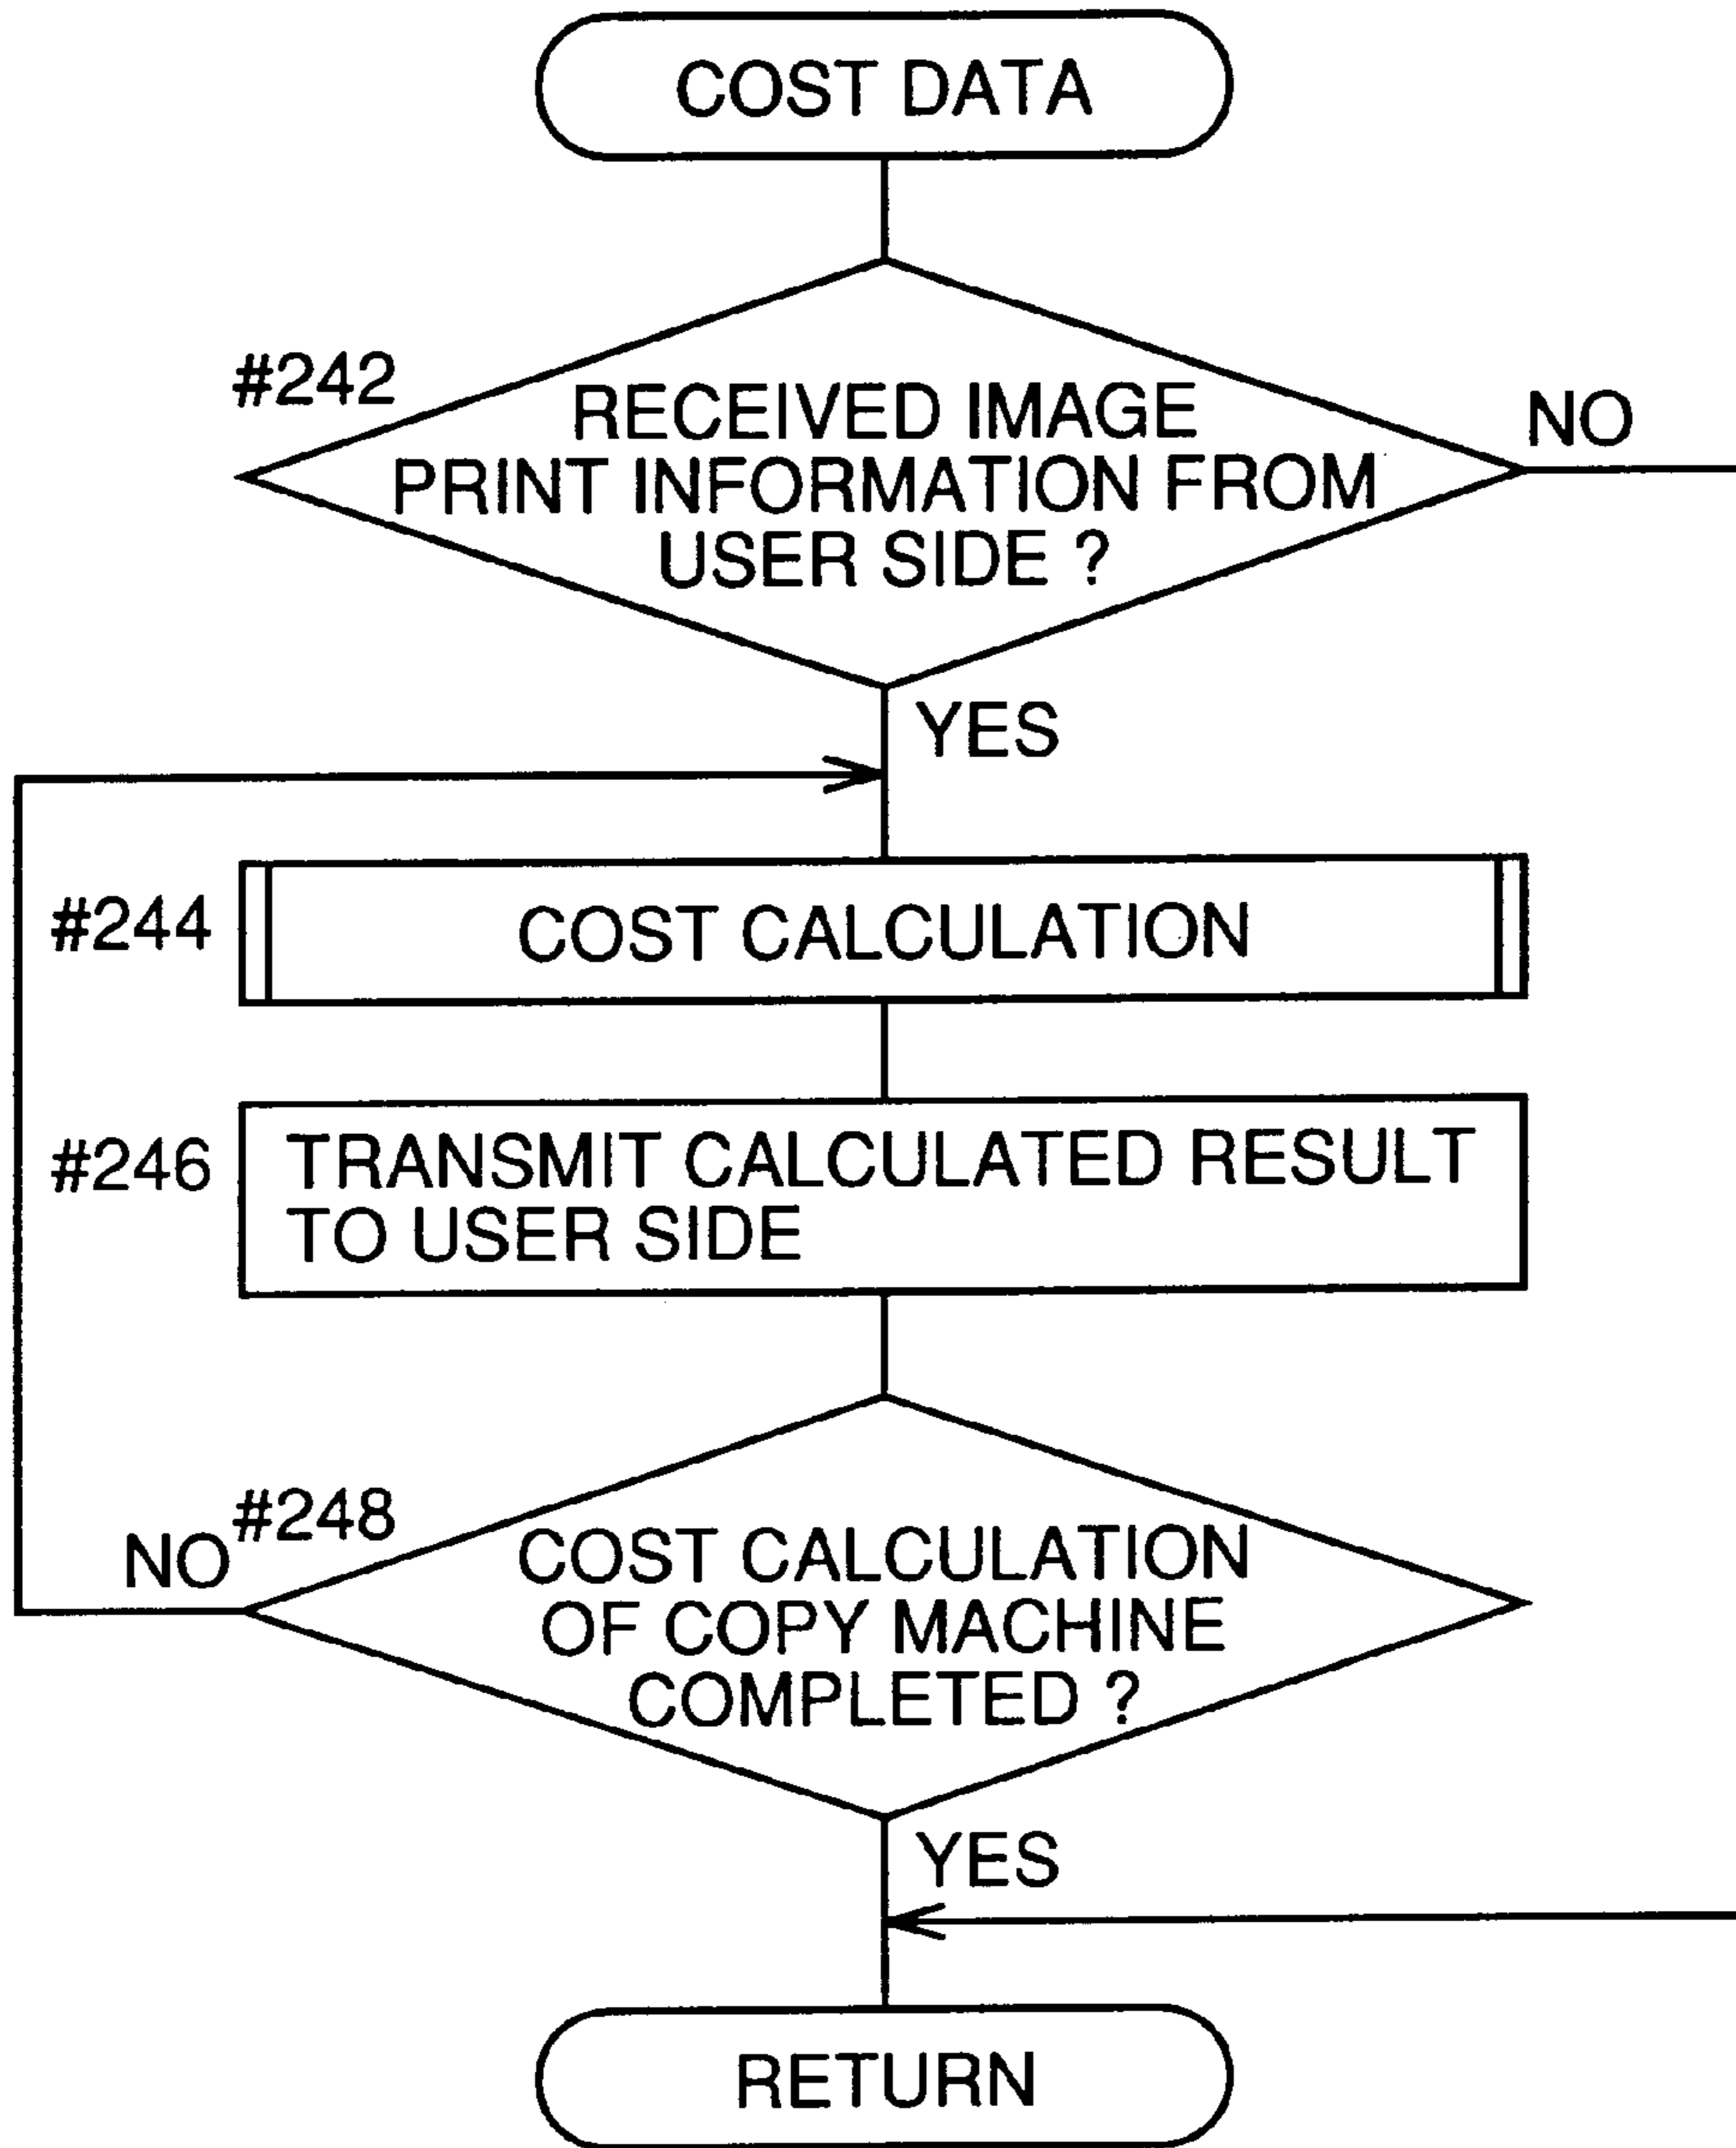 COST DATA
#242
RECEIVED IMAGE
PRINT INFORMATION FROM
USER SIDE ?
NO
YES
#244
COST CALCULATION
#246
TRANSMIT CALCULATED RESULT
TO USER SIDE
#248
NO
COST CALCULATION
OF COPY MACHINE
COMPLETED ?
YES
RETURN